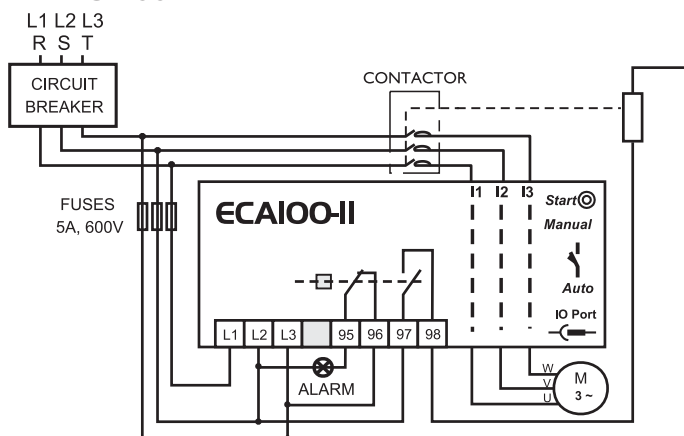 L1 L2 L3
R S T
CIRCUIT
BREAKER
CONTACTOR
FUSES
5A, 600V
ECA100-II
I1 I2 I3
Start
Manual
Auto
IO Port
L1 L2 L3 95 96 97 98
ALARM
W
V
U
M
3 ~